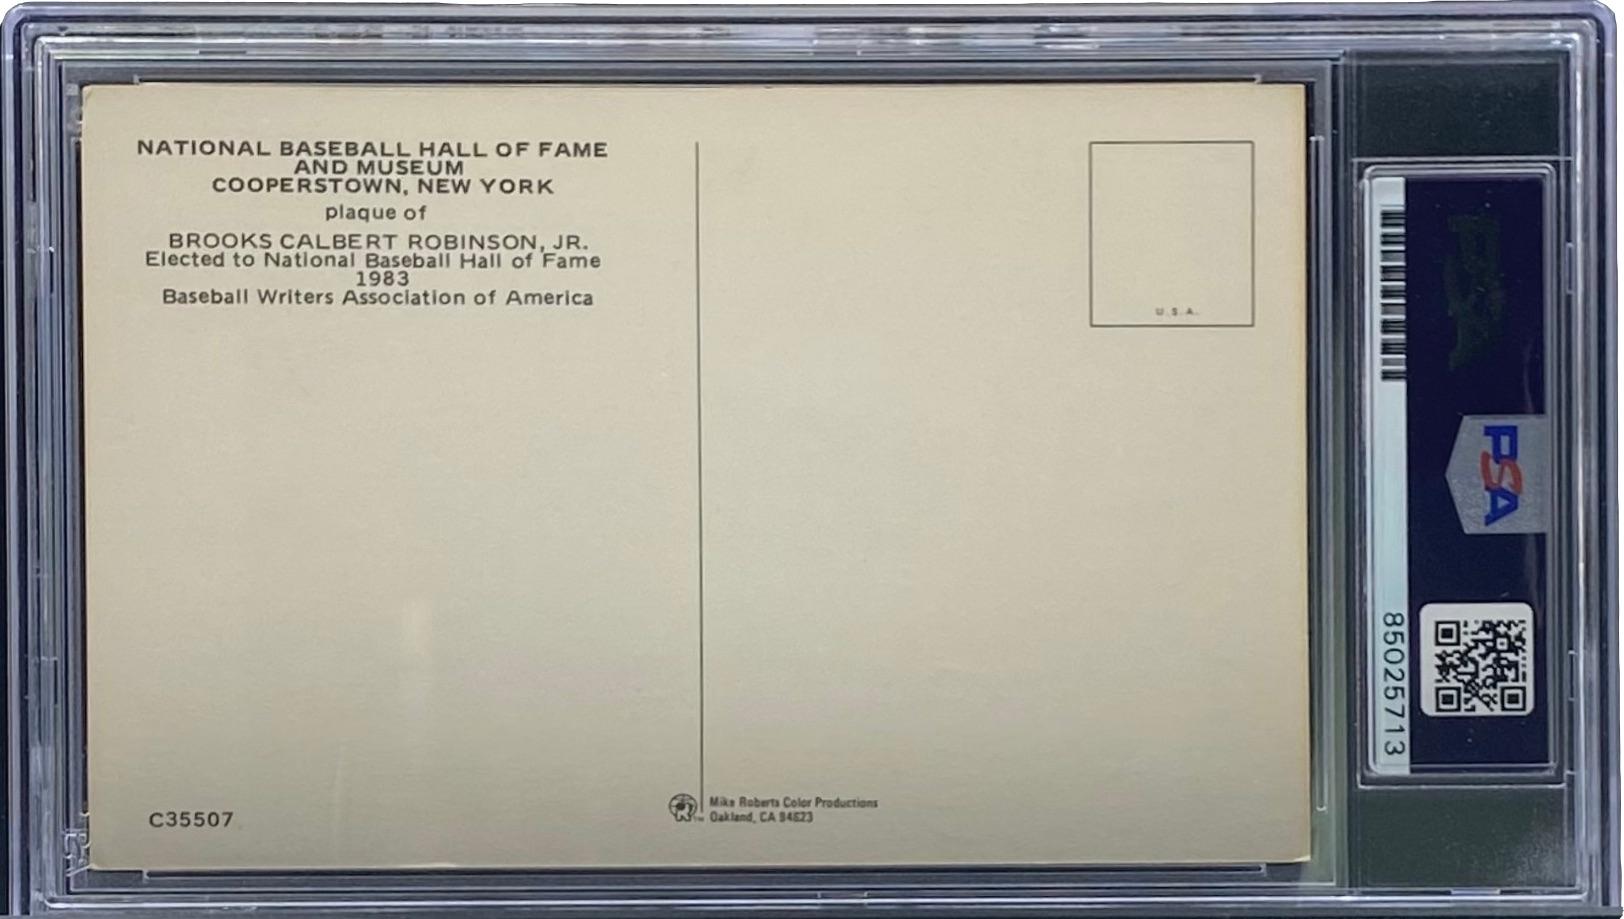 NATIONAL BASEBALL HALL OF FAME
AND MUSEUM
COOPERSTOWN, NEW YORK
plaque of
BROOKS CALBERT ROBINSON, JR.
Elected to National Baseball Hall of Fame
1983
Baseball Writers Association of America
U.S.A.
C35507
Mike Roberts Color Productions
Oakland, CA 94623
PSA
PSA
85025713